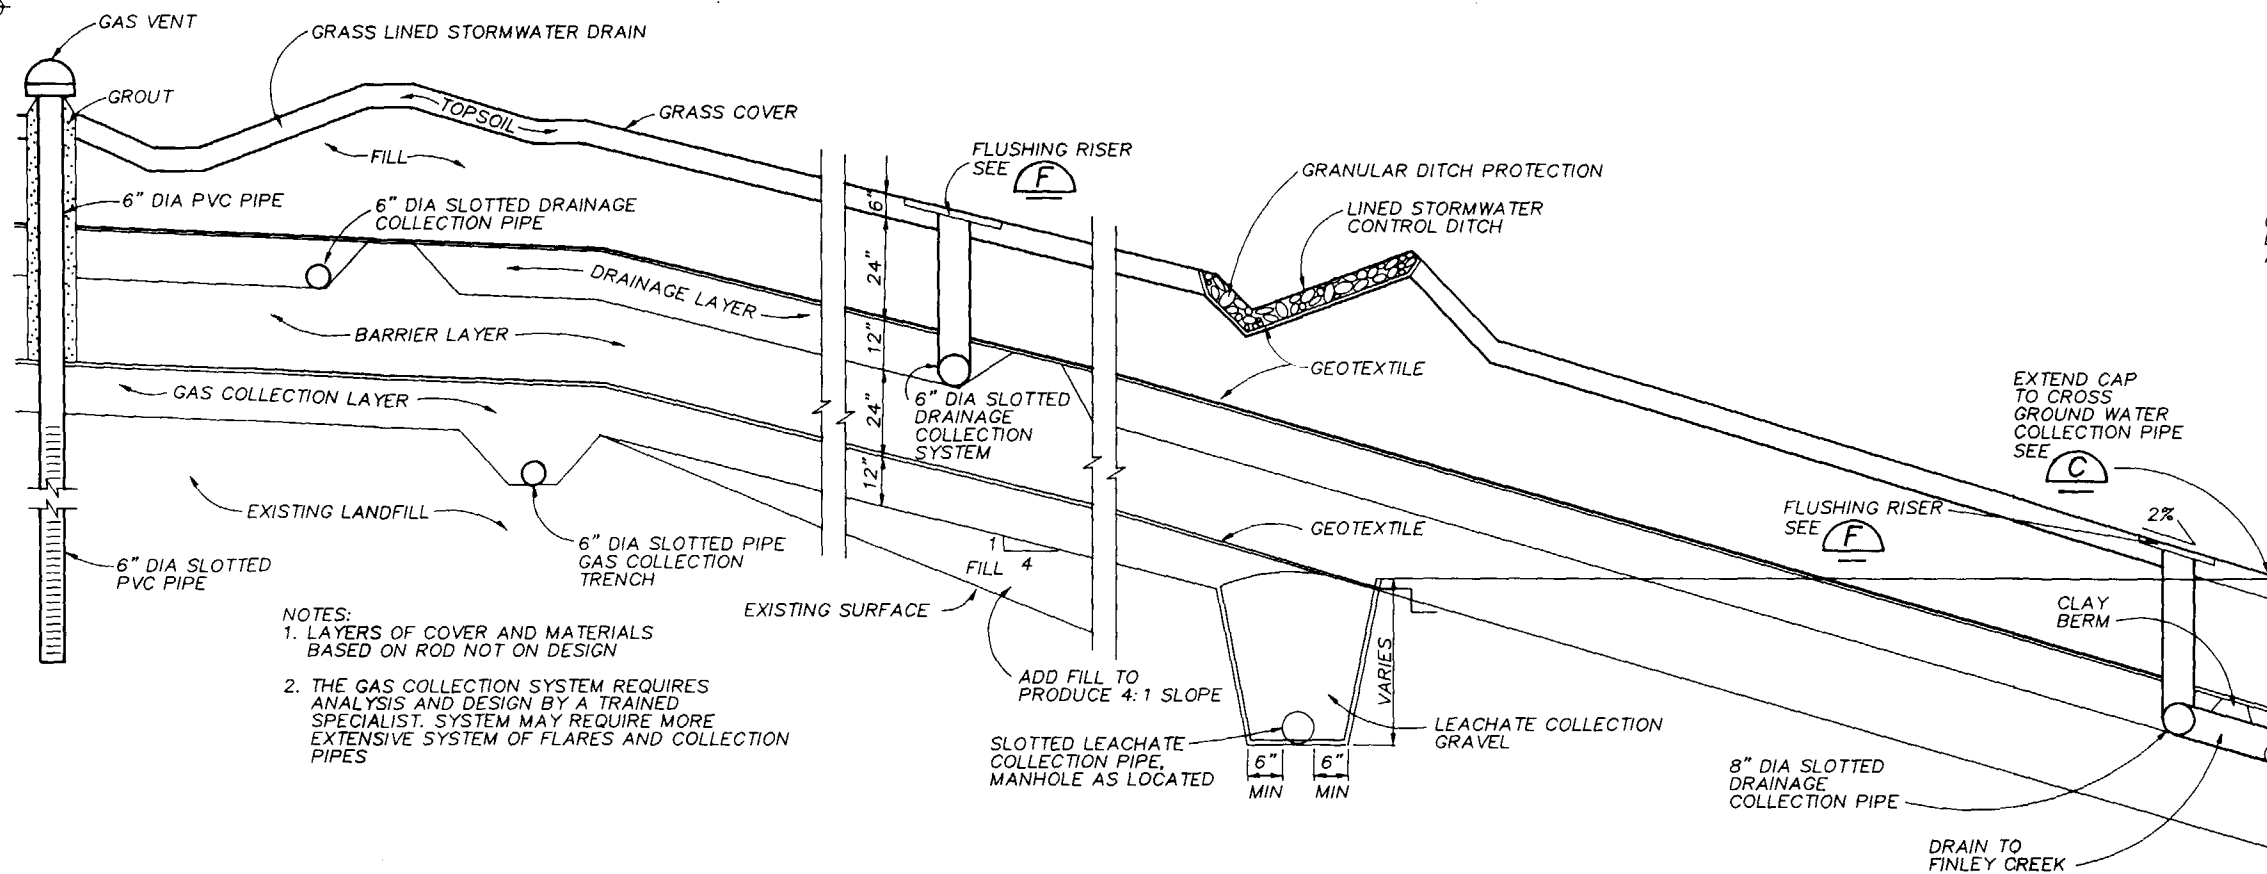 GAS VENT
GRASS LINED STORMWATER DRAIN
GROUT
TOPSOIL
GRASS COVER
FILL
6" DIA PVC PIPE
6" DIA SLOTTED DRAINAGE
COLLECTION PIPE
FLUSHING RISER
SEE
F
GRANULAR DITCH PROTECTION
LINED STORMWATER
CONTROL DITCH
6"
24"
12"
24"
12"
DRAINAGE LAYER
BARRIER LAYER
GAS COLLECTION LAYER
6" DIA SLOTTED
DRAINAGE
COLLECTION
SYSTEM
GEOTEXTILE
EXTEND CAP
TO CROSS
GROUND WATER
COLLECTION PIPE
SEE
C
FLUSHING RISER
SEE
F
2%
EXISTING LANDFILL
6" DIA SLOTTED PIPE
GAS COLLECTION
TRENCH
6" DIA SLOTTED
PVC PIPE
GEOTEXTILE
1
FILL 4
EXISTING SURFACE
CLAY
BERM
ADD FILL TO
PRODUCE 4:1 SLOPE
VARIES
LEACHATE COLLECTION
GRAVEL
SLOTTED LEACHATE
COLLECTION PIPE,
MANHOLE AS LOCATED
6" 6"
MIN MIN
8" DIA SLOTTED
DRAINAGE
COLLECTION PIPE
DRAIN TO
FINLEY CREEK
NOTES:
1. LAYERS OF COVER AND MATERIALS
BASED ON ROD NOT ON DESIGN
2. THE GAS COLLECTION SYSTEM REQUIRES
ANALYSIS AND DESIGN BY A TRAINED
SPECIALIST. SYSTEM MAY REQUIRE MORE
EXTENSIVE SYSTEM OF FLARES AND COLLECTION
PIPES